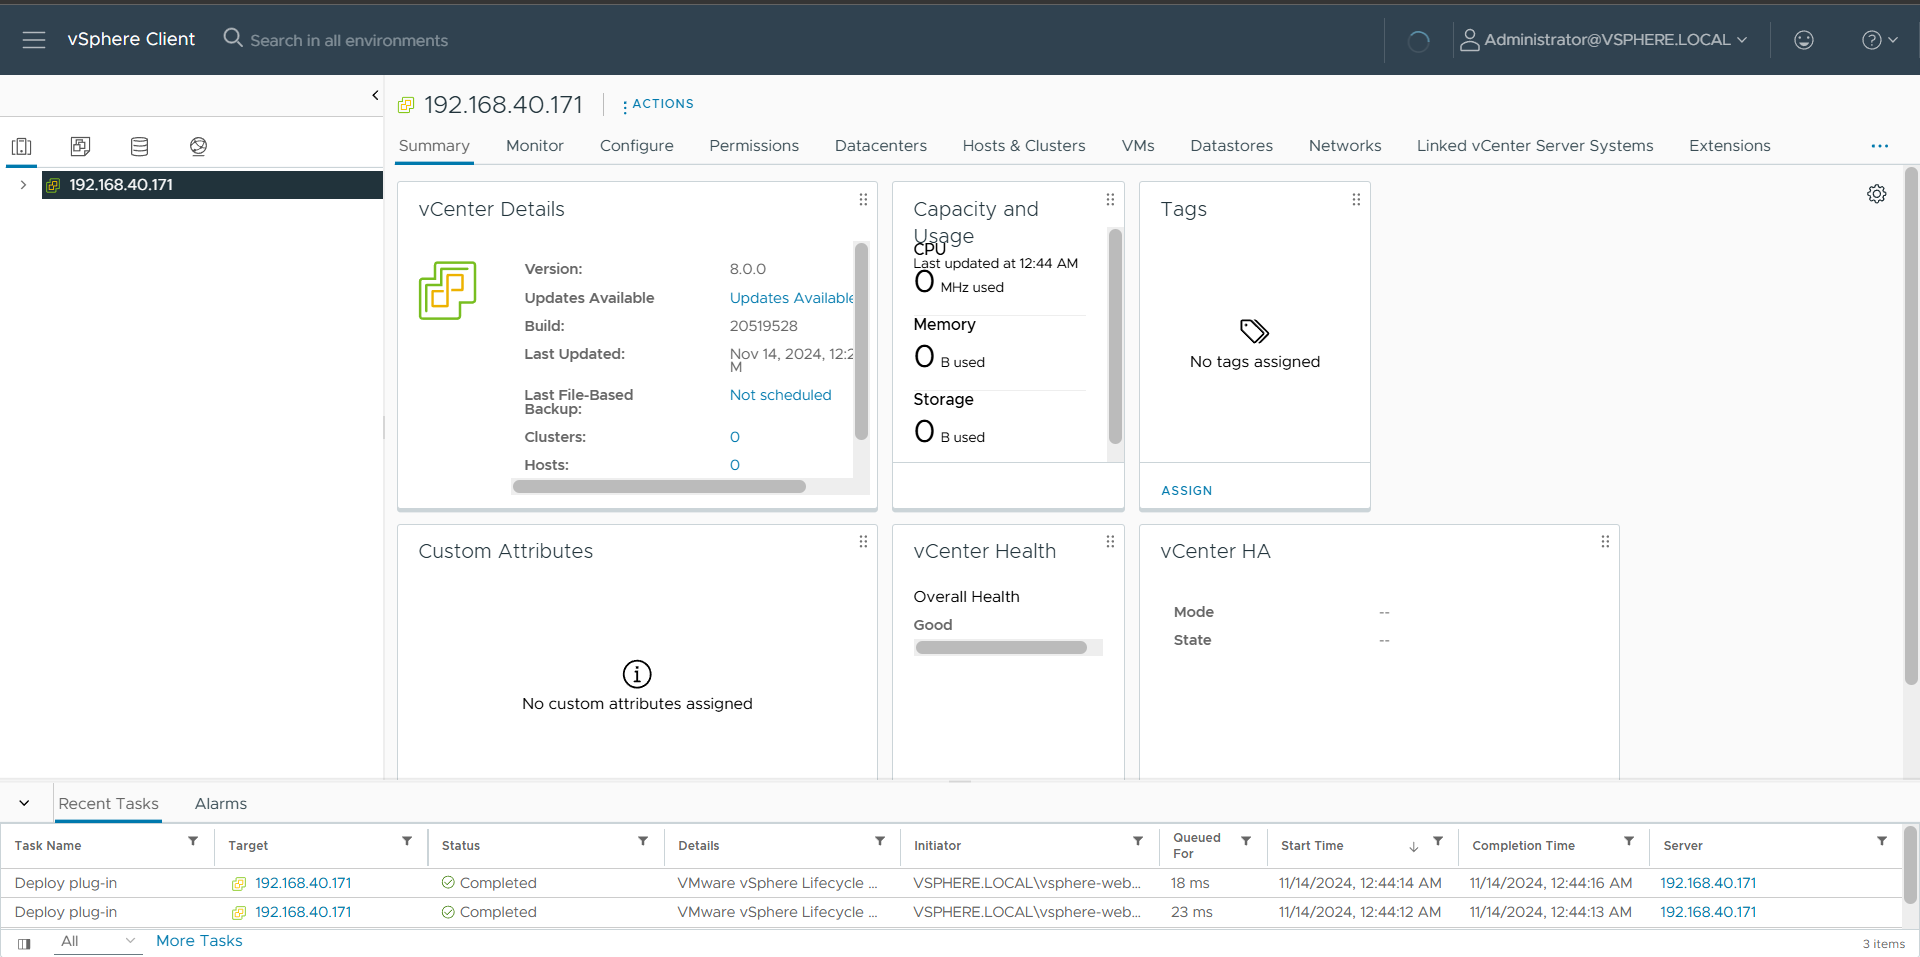 vSphere Client
Search in all environments
Administrator@VSPHERE.LOCAL
192.168.40.171
192.168.40.171
ACTIONS
Summary Monitor Configure Permissions Datacenters Hosts & Clusters VMs Datastores Networks Linked vCenter Server Systems Extensions
vCenter Details
Version: 8.0.0
Updates Available Updates Available
Build: 20519528
Last Updated: Nov 14, 2024, 12:2
M
Last File-Based Not scheduled
Backup:
Clusters: 0
Hosts: 0
Capacity and
Usage
CPU
Last updated at 12:44 AM
0 MHz used
Memory
0 B used
Storage
0 B used
Tags
No tags assigned
ASSIGN
Custom Attributes
No custom attributes assigned
vCenter Health
Overall Health
Good
vCenter HA
Mode --
State --
Recent Tasks Alarms
Task Name Target Status Details Initiator Queued For Start Time Completion Time Server
Deploy plug-in 192.168.40.171 Completed VMware vSphere Lifecycle ... VSPHERE.LOCAL\vsphere-web... 18 ms 11/14/2024, 12:44:14 AM 11/14/2024, 12:44:16 AM 192.168.40.171
Deploy plug-in 192.168.40.171 Completed VMware vSphere Lifecycle ... VSPHERE.LOCAL\vsphere-web... 23 ms 11/14/2024, 12:44:12 AM 11/14/2024, 12:44:13 AM 192.168.40.171
All More Tasks
3 items